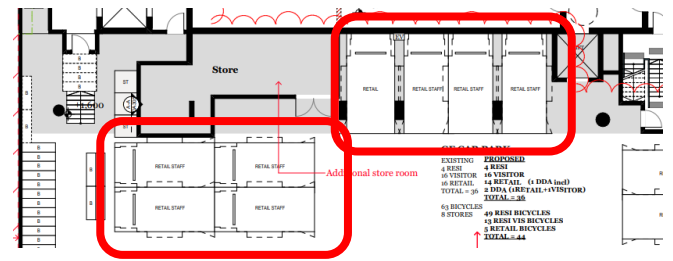 Store
RETAIL
RETAIL STAFF
RETAIL STAFF
RETAIL STAFF
ST
ST
RETAIL STAFF
RETAIL STAFF
RETAIL STAFF
RETAIL STAFF
Additional store room
EXISTING
4 RESI
16 VISITOR
16 RETAIL
TOTAL = 36
63 BICYCLES
8 STORES
PROPOSED
4 RESI
16 VISITOR
14 RETAIL (1 DDA incl)
2 DDA (1RETAIL+1VISITOR)
TOTAL = 36
49 RESI BICYCLES
13 RESI VIS BICYCLES
5 RETAIL BICYCLES
TOTAL = 44